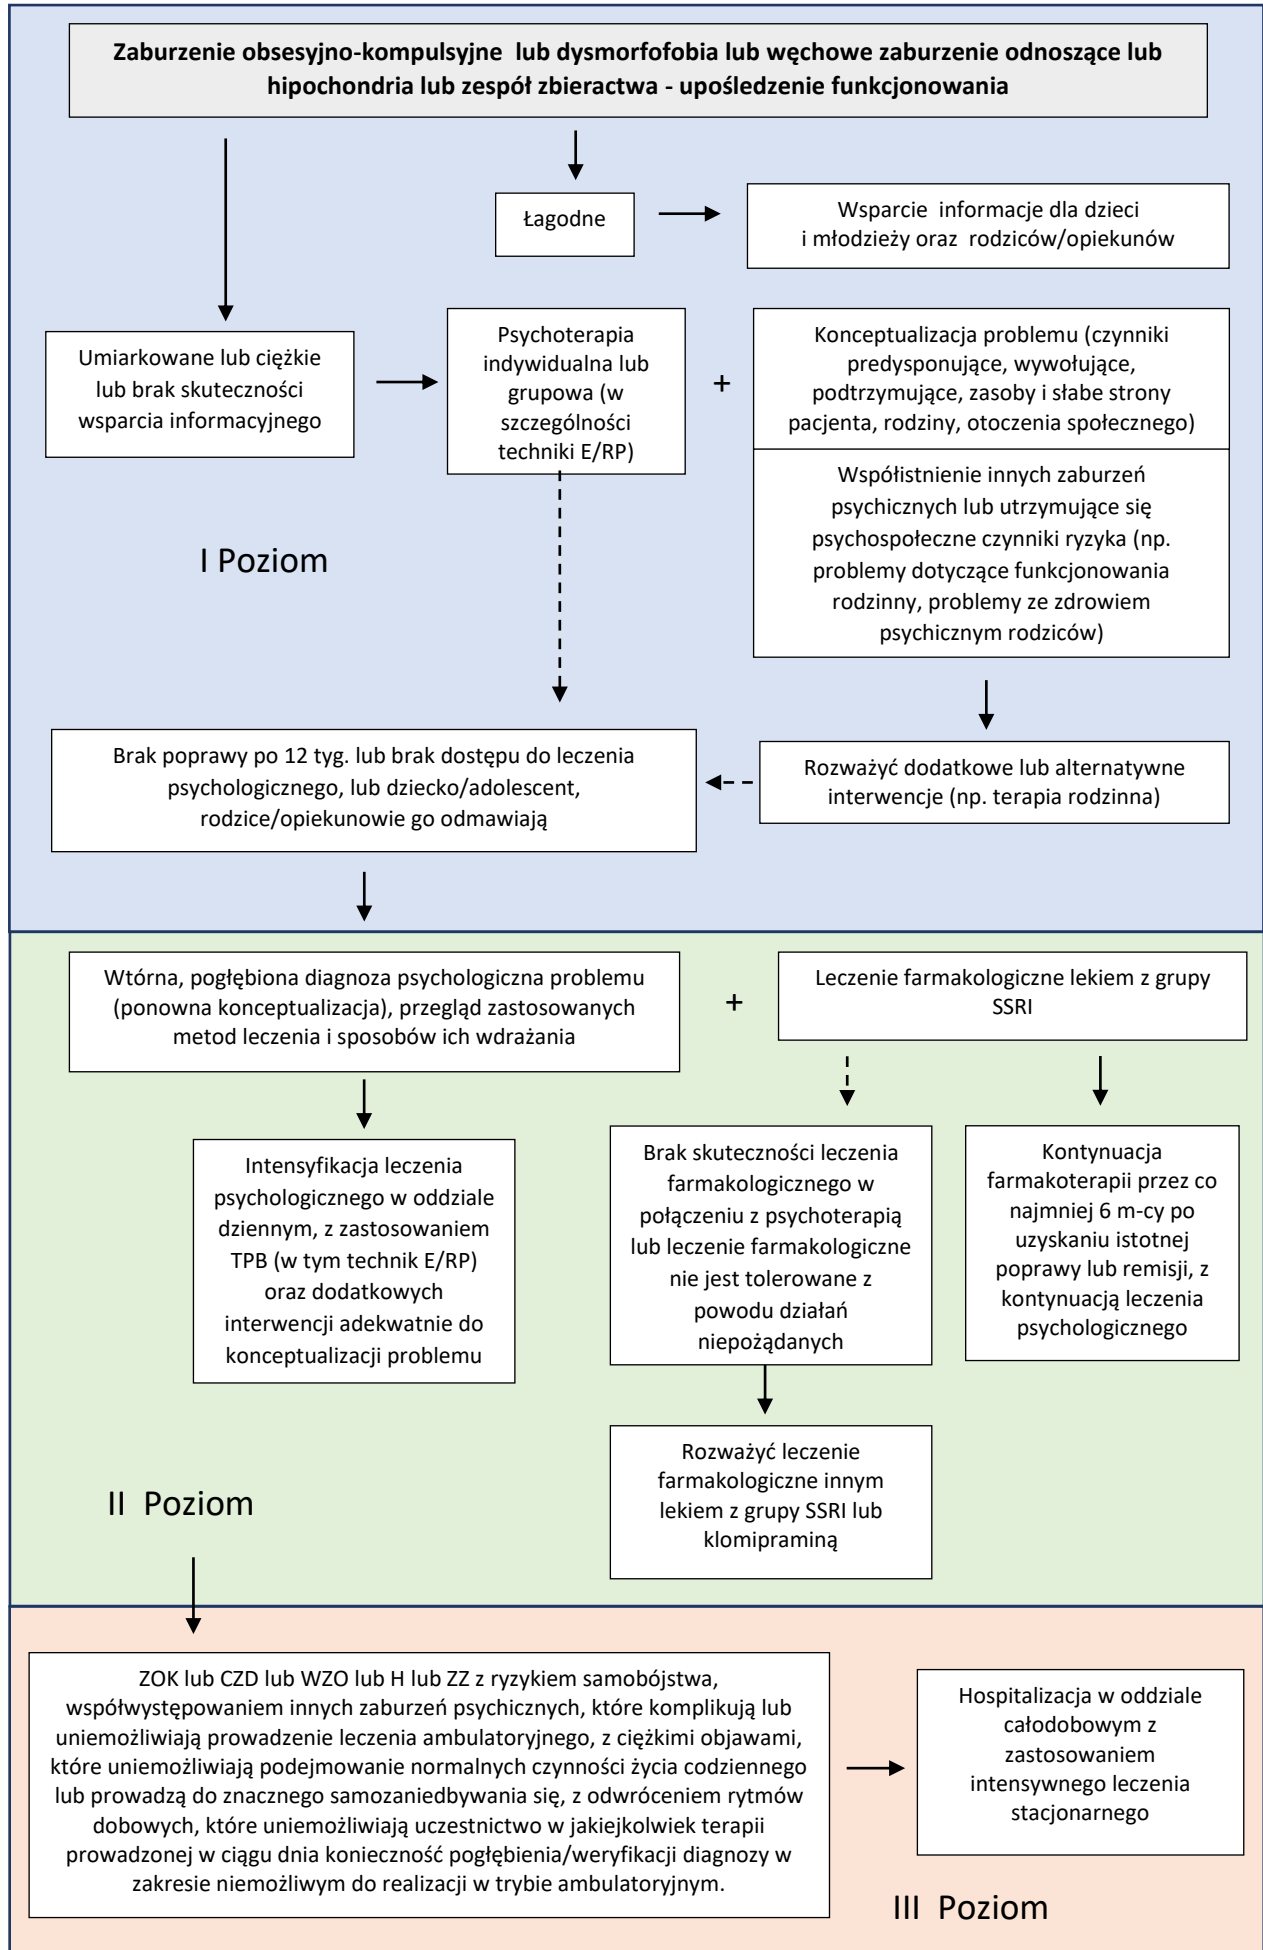 Zaburzenie obsesyjno-kompulsyjne lub dysmorfofobia lub węchowe zaburzenie odnoszące lub
hipochondria lub zespół zbieractwa - upośledzenie funkcjonowania
Łagodne
Wsparcie informacje dla dzieci
i młodzieży oraz rodziców/opiekunów
Umiarkowane lub ciężkie
lub brak skuteczności
wsparcia informacyjnego
Psychoterapia
indywidualna lub
grupowa (w
szczególności
techniki E/RP)
+
Konceptualizacja problemu (czynniki
predysponujące, wywołujące,
podtrzymujące, zasoby i słabe strony
pacjenta, rodziny, otoczenia społecznego)
Współistnienie innych zaburzeń
psychicznych lub utrzymujące się
psychospołeczne czynniki ryzyka (np.
problemy dotyczące funkcjonowania
rodzinny, problemy ze zdrowiem
psychicznym rodziców)
I Poziom
Brak poprawy po 12 tyg. lub brak dostępu do leczenia
psychologicznego, lub dziecko/adolescent,
rodzice/opiekunowie go odmawiają
Rozważyć dodatkowe lub alternatywne
interwencje (np. terapia rodzinna)
Wtórna, pogłębiona diagnoza psychologiczna problemu
(ponowna konceptualizacja), przegląd zastosowanych
metod leczenia i sposobów ich wdrażania
+
Leczenie farmakologiczne lekiem z grupy
SSRI
Intensyfikacja leczenia
psychologicznego w oddziale
dziennym, z zastosowaniem
TPB (w tym technik E/RP)
oraz dodatkowych
interwencji adekwatnie do
konceptualizacji problemu
Brak skuteczności leczenia
farmakologicznego w
połączeniu z psychoterapią
lub leczenie farmakologiczne
nie jest tolerowane z
powodu działań
niepożądanych
Kontynuacja
farmakoterapii przez co
najmniej 6 m-cy po
uzyskaniu istotnej
poprawy lub remisji, z
kontynuacją leczenia
psychologicznego
Rozważyć leczenie
farmakologiczne innym
lekiem z grupy SSRI lub
klomipraminą
II Poziom
ZOK lub CZD lub WZO lub H lub ZZ z ryzykiem samobójstwa,
współwystępowaniem innych zaburzeń psychicznych, które komplikują lub
uniemożliwiają prowadzenie leczenia ambulatoryjnego, z ciężkimi objawami,
które uniemożliwiają podejmowanie normalnych czynności życia codziennego
lub prowadzą do znacznego samozaniedbywania się, z odwróceniem rytmów
dobowych, które uniemożliwiają uczestnictwo w jakiejkolwiek terapii
prowadzonej w ciągu dnia konieczność pogłębienia/weryfikacji diagnozy w
zakresie niemożliwym do realizacji w trybie ambulatoryjnym.
Hospitalizacja w oddziale
całodobowym z
zastosowaniem
intensywnego leczenia
stacjonarnego
III Poziom